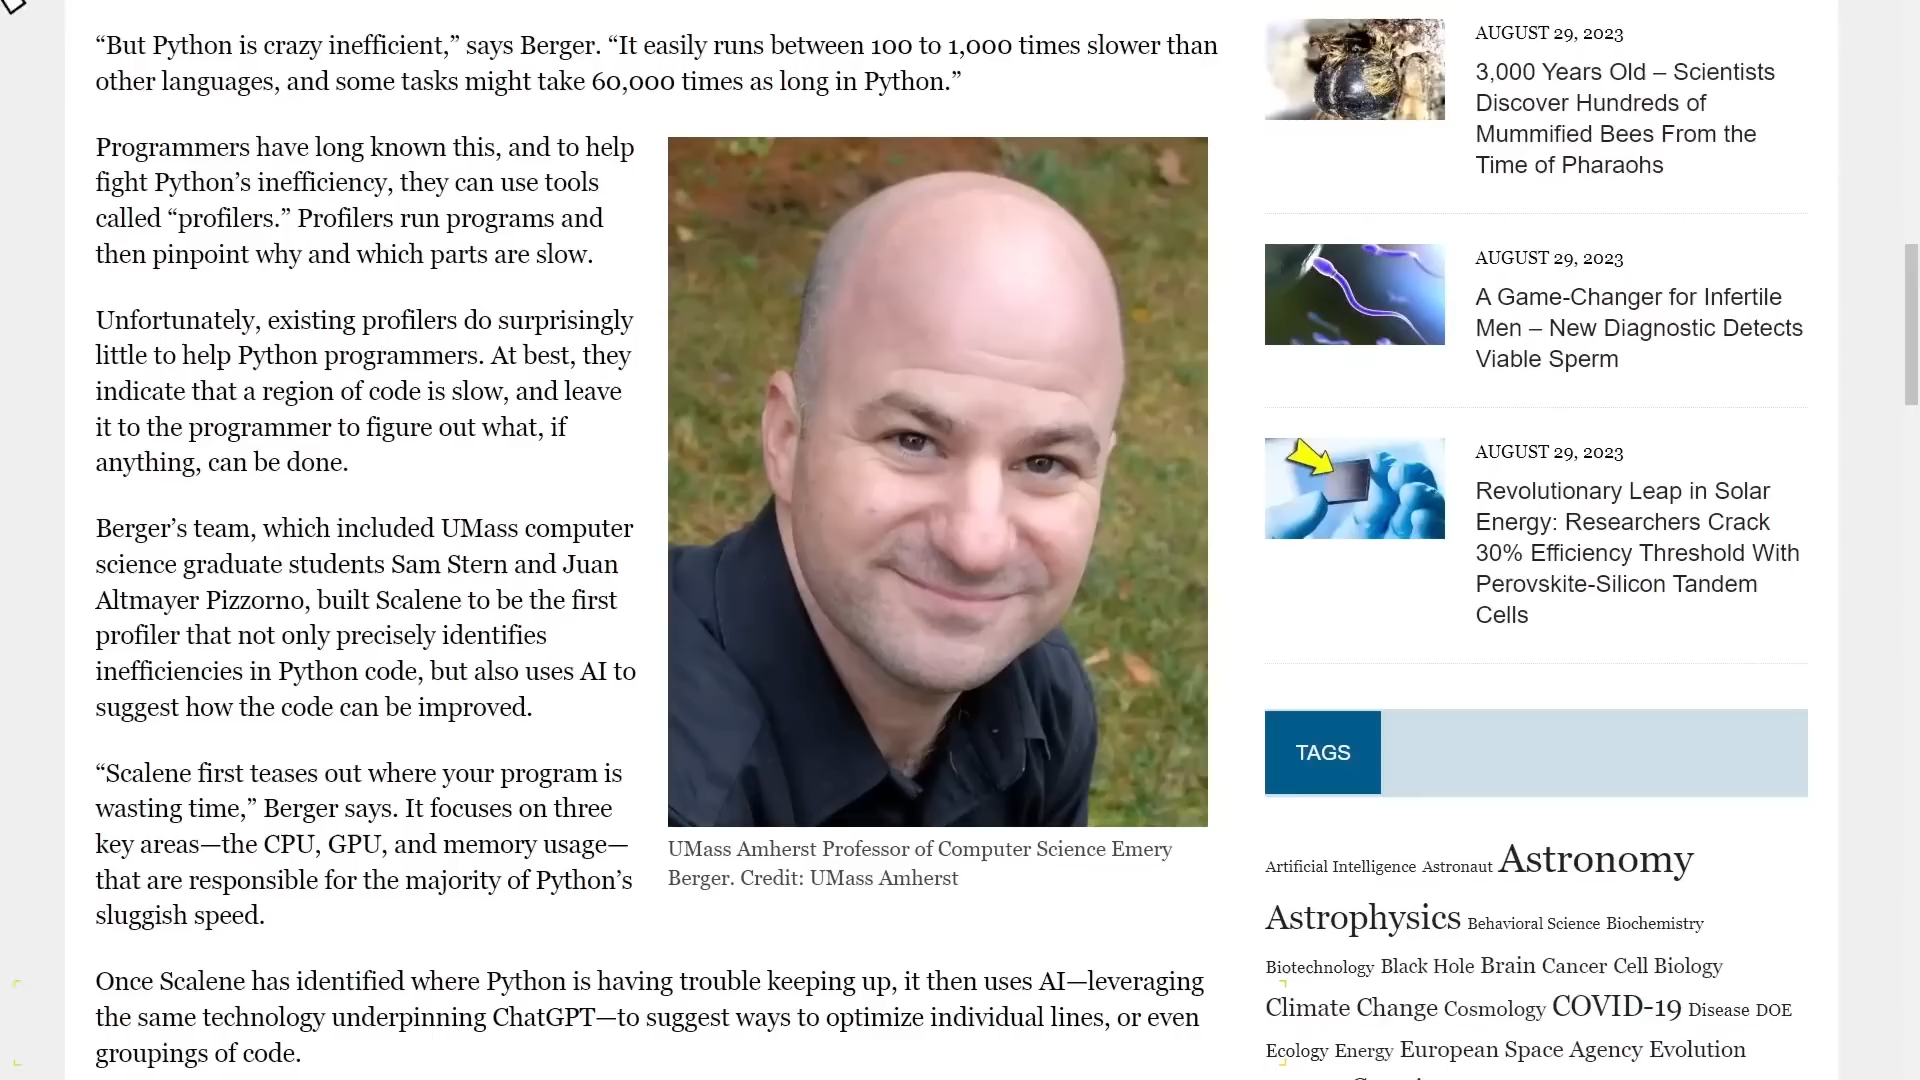 “But Python is crazy inefficient,” says Berger. “It easily runs between 100 to 1,000 times slower than
other languages, and some tasks might take 60,000 times as long in Python.”
Programmers have long known this, and to help
fight Python’s inefficiency, they can use tools
called “profilers.” Profilers run programs and
then pinpoint why and which parts are slow.
Unfortunately, existing profilers do surprisingly
little to help Python programmers. At best, they
indicate that a region of code is slow, and leave
it to the programmer to figure out what, if
anything, can be done.
Berger’s team, which included UMass computer
science graduate students Sam Stern and Juan
Altmayer Pizzorno, built Scalene to be the first
profiler that not only precisely identifies
inefficiencies in Python code, but also uses AI to
suggest how the code can be improved.
“Scalene first teases out where your program is
wasting time,” Berger says. It focuses on three
key areas—the CPU, GPU, and memory usage—
that are responsible for the majority of Python’s
sluggish speed.
UMass Amherst Professor of Computer Science Emery
Berger. Credit: UMass Amherst
Once Scalene has identified where Python is having trouble keeping up, it then uses AI—leveraging
the same technology underpinning ChatGPT—to suggest ways to optimize individual lines, or even
groupings of code.
AUGUST 29, 2023
3,000 Years Old – Scientists
Discover Hundreds of
Mummified Bees From the
Time of Pharaohs
AUGUST 29, 2023
A Game-Changer for Infertile
Men – New Diagnostic Detects
Viable Sperm
AUGUST 29, 2023
Revolutionary Leap in Solar
Energy: Researchers Crack
30% Efficiency Threshold With
Perovskite-Silicon Tandem
Cells
TAGS
Artificial Intelligence Astronaut Astronomy
Astrophysics Behavioral Science Biochemistry
Biotechnology Black Hole Brain Cancer Cell Biology
Climate Change Cosmology COVID-19 Disease DOE
Ecology Energy European Space Agency Evolution